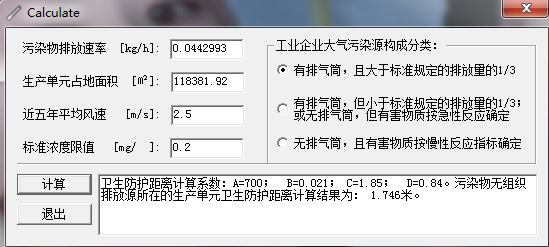 Calculate
污染物排放速率 [kg/h]: 0.0442993
生产单元占地面积 [m²]: 118381.92
近五年平均风速 [m/s]: 2.5
标准浓度限值 [mg/ ]: 0.2
工业企业大气污染源构成分类:
有排气筒，且大于标准规定的排放量的1/3
有排气筒，但小于标准规定的排放量的1/3;
或无排气筒，但有害物质按急性反应确定
无排气筒，且有害物质按慢性反应指标确定
计算
退出
卫生防护距离计算系数: A=700; B=0.021; C=1.85; D=0.84。污染物无组织
排放源所在的生产单元卫生防护距离计算结果为: 1.746米。